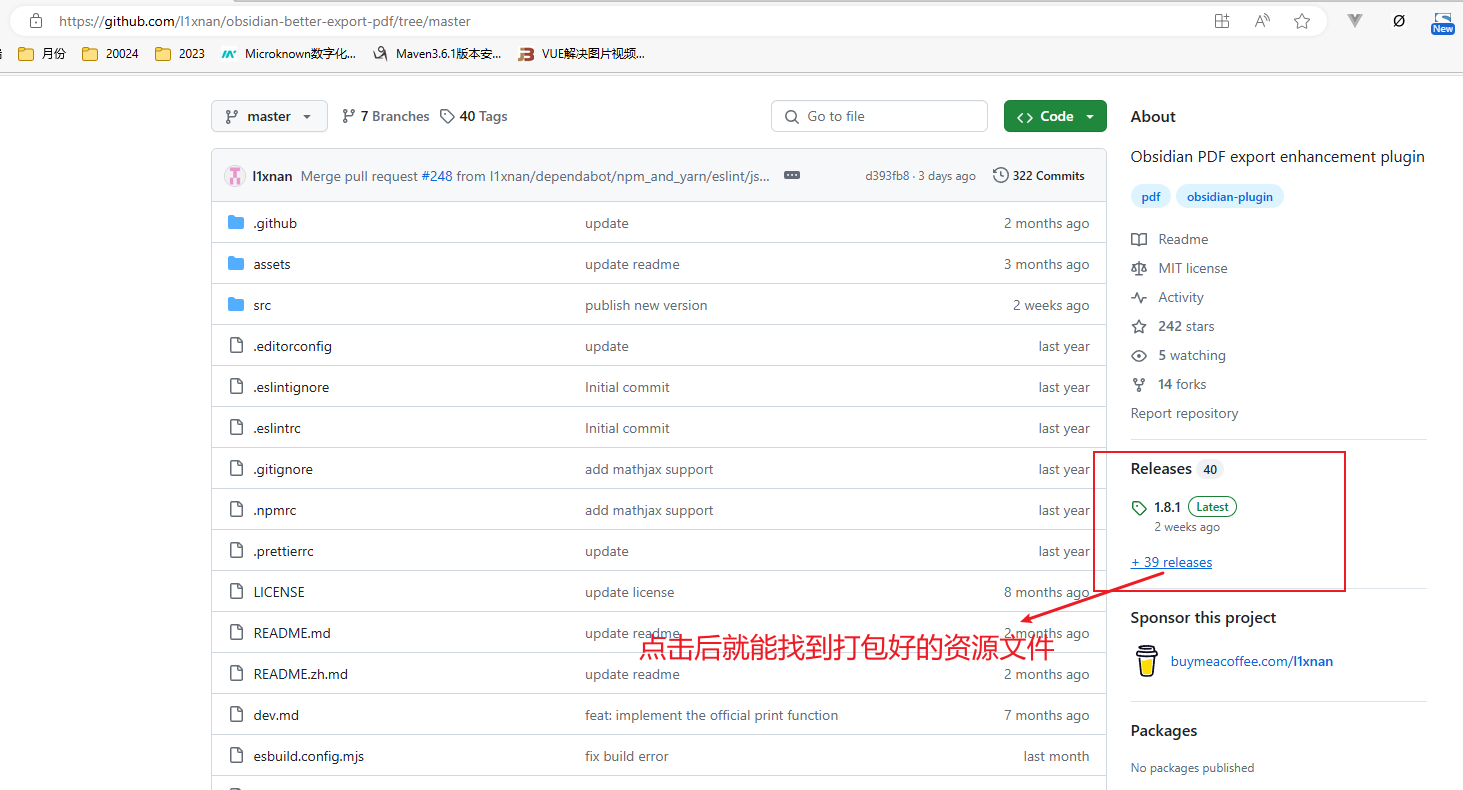 https://github.com/l1xnan/obsidian-better-export-pdf/tree/master
New
月份 20024 2023 Microknown数字化... Maven3.6.1版本安... VUE解决图片视频...
master 7 Branches 40 Tags Go to file Code
l1xnan Merge pull request #248 from l1xnan/dependabot/npm_and_yarn/eslint/js... d393fb8 · 3 days ago 322 Commits
.github update 2 months ago
assets update readme 3 months ago
src publish new version 2 weeks ago
.editorconfig update last year
.eslintignore Initial commit last year
.eslintrc Initial commit last year
.gitignore add mathjax support last year
.npmrc add mathjax support last year
.prettierrc update last year
LICENSE update license 8 months ago
README.md update readme 2 months ago
点击后就能找到打包好的资源文件
README.zh.md update readme 2 months ago
dev.md feat: implement the official print function 7 months ago
esbuild.config.mjs fix build error last month
About
Obsidian PDF export enhancement plugin
pdf obsidian-plugin
Readme
MIT license
Activity
242 stars
5 watching
14 forks
Report repository
Releases 40
1.8.1 Latest
2 weeks ago
+ 39 releases
Sponsor this project
buymeacoffee.com/l1xnan
Packages
No packages published